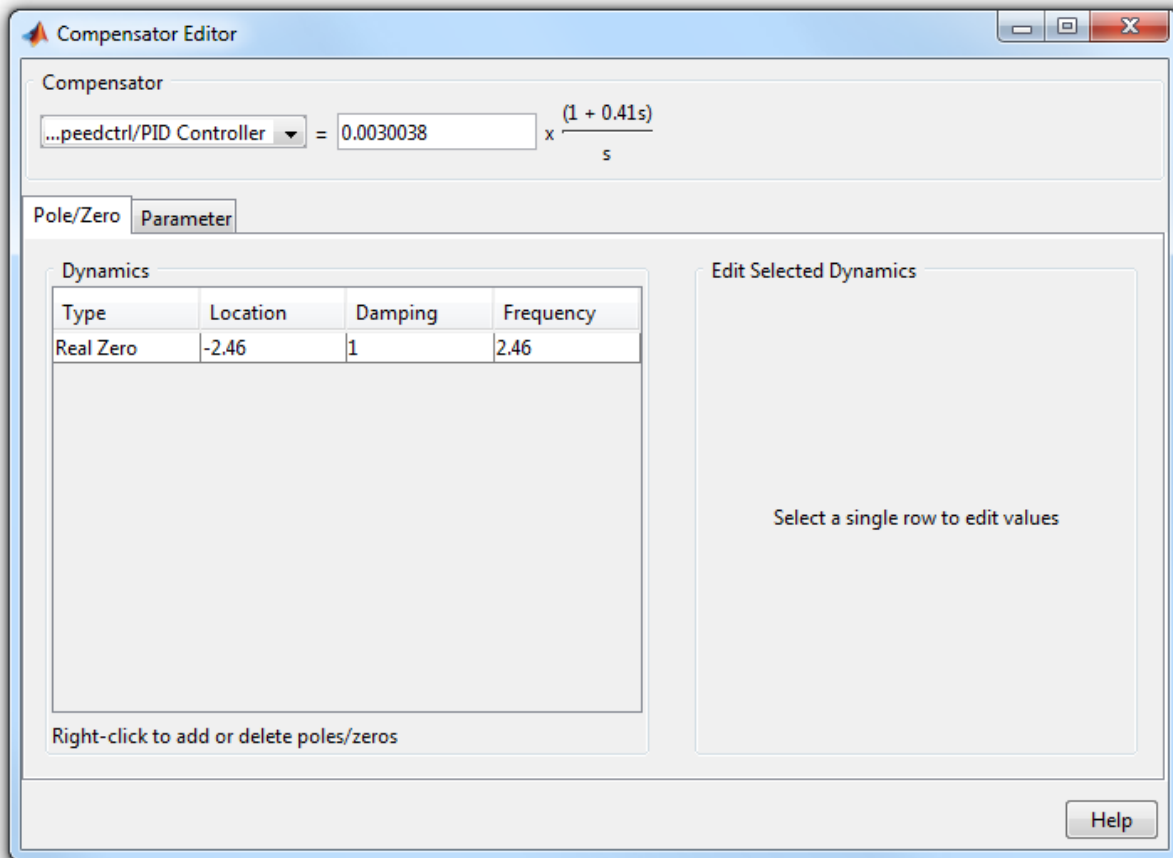 Compensator Editor
Compensator
...peedctrl/PID Controller = 0.0030038 x (1 + 0.41s)
s
Pole/Zero Parameter
Dynamics Edit Selected Dynamics
Type Location Damping Frequency
Real Zero -2.46 1 2.46
Select a single row to edit values
Right-click to add or delete poles/zeros
Help